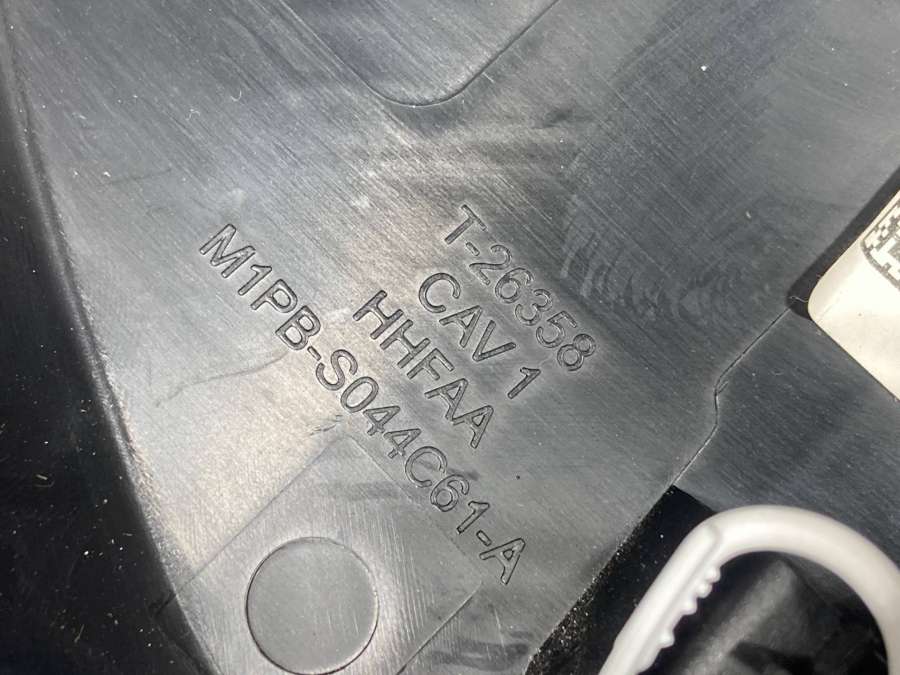 T-26358
CAV 1
HHFAA
M1PB-S044C61-A